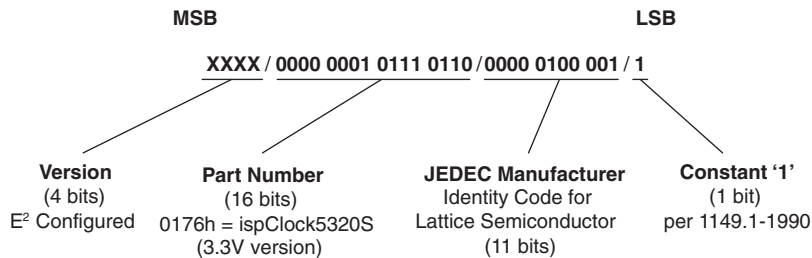 MSB LSB
XXXX / 0000 0001 0111 0110 / 0000 0100 001 / 1
Version
(4 bits)
E² Configured
Part Number
(16 bits)
0176h = ispClock5320S
(3.3V version)
JEDEC Manufacturer
Identity Code for
Lattice Semiconductor
(11 bits)
Constant ‘1’
(1 bit)
per 1149.1-1990